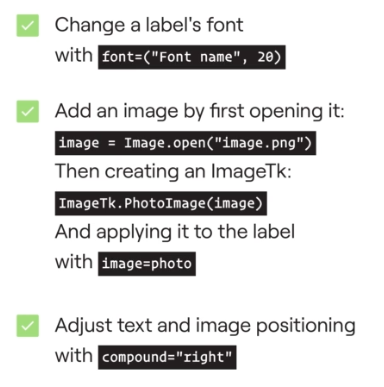 Change a label's font
with font=("Font name", 20)
Add an image by first opening it:
image = Image.open("image.png")
Then creating an ImageTk:
ImageTk.PhotoImage(image)
And applying it to the label
with image=photo
Adjust text and image positioning
with compound="right"